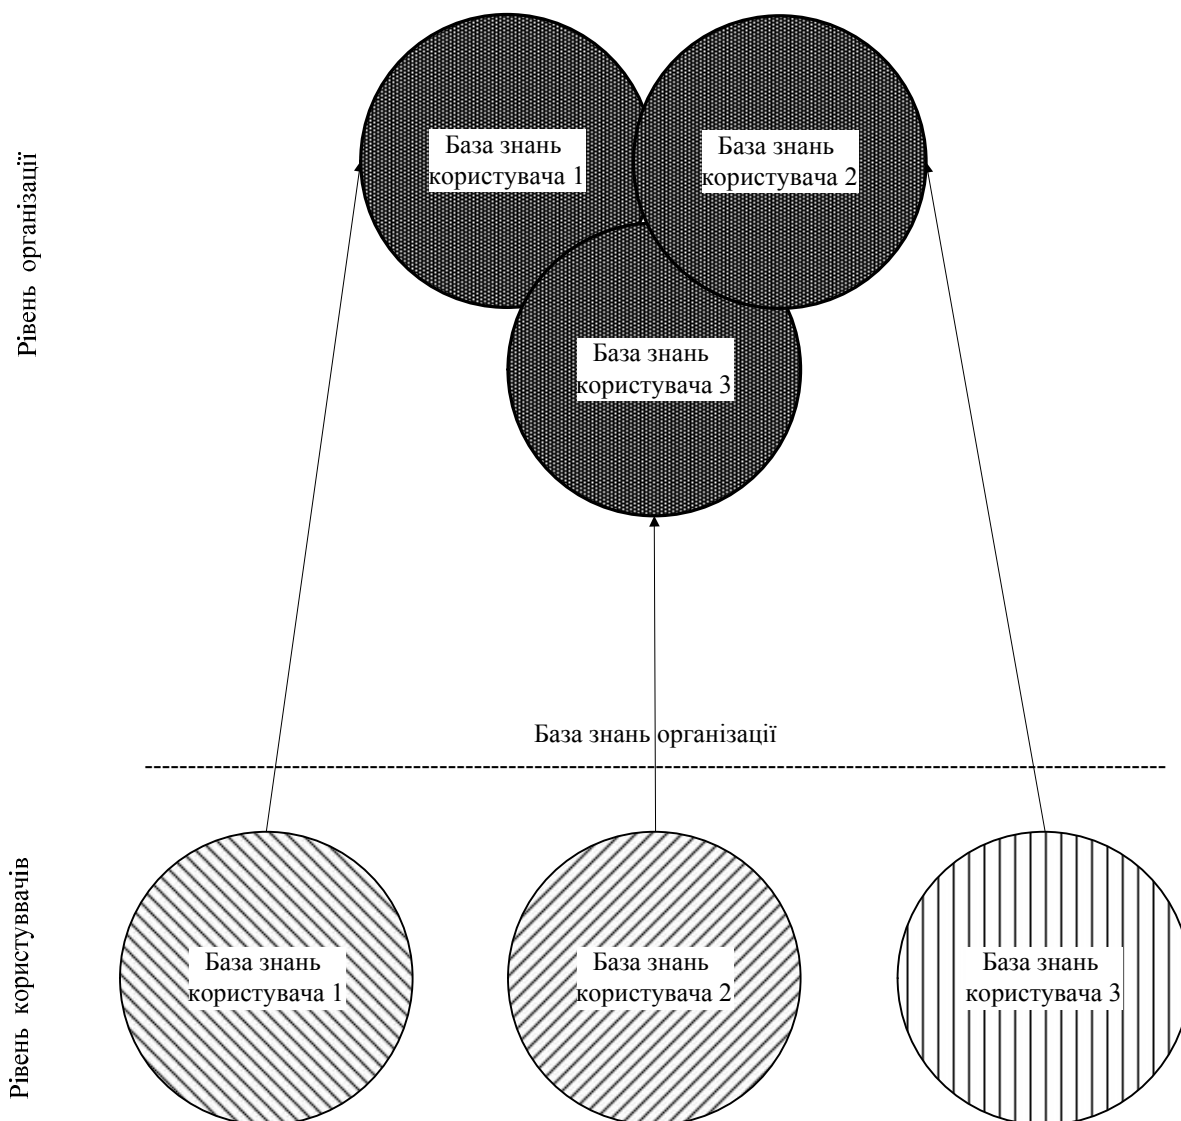 Рівень організації
База знань
користувача 1
База знань
користувача 2
База знань
користувача 3
База знань організації
Рівень користуввачів
База знань
користувача 1
База знань
користувача 2
База знань
користувача 3